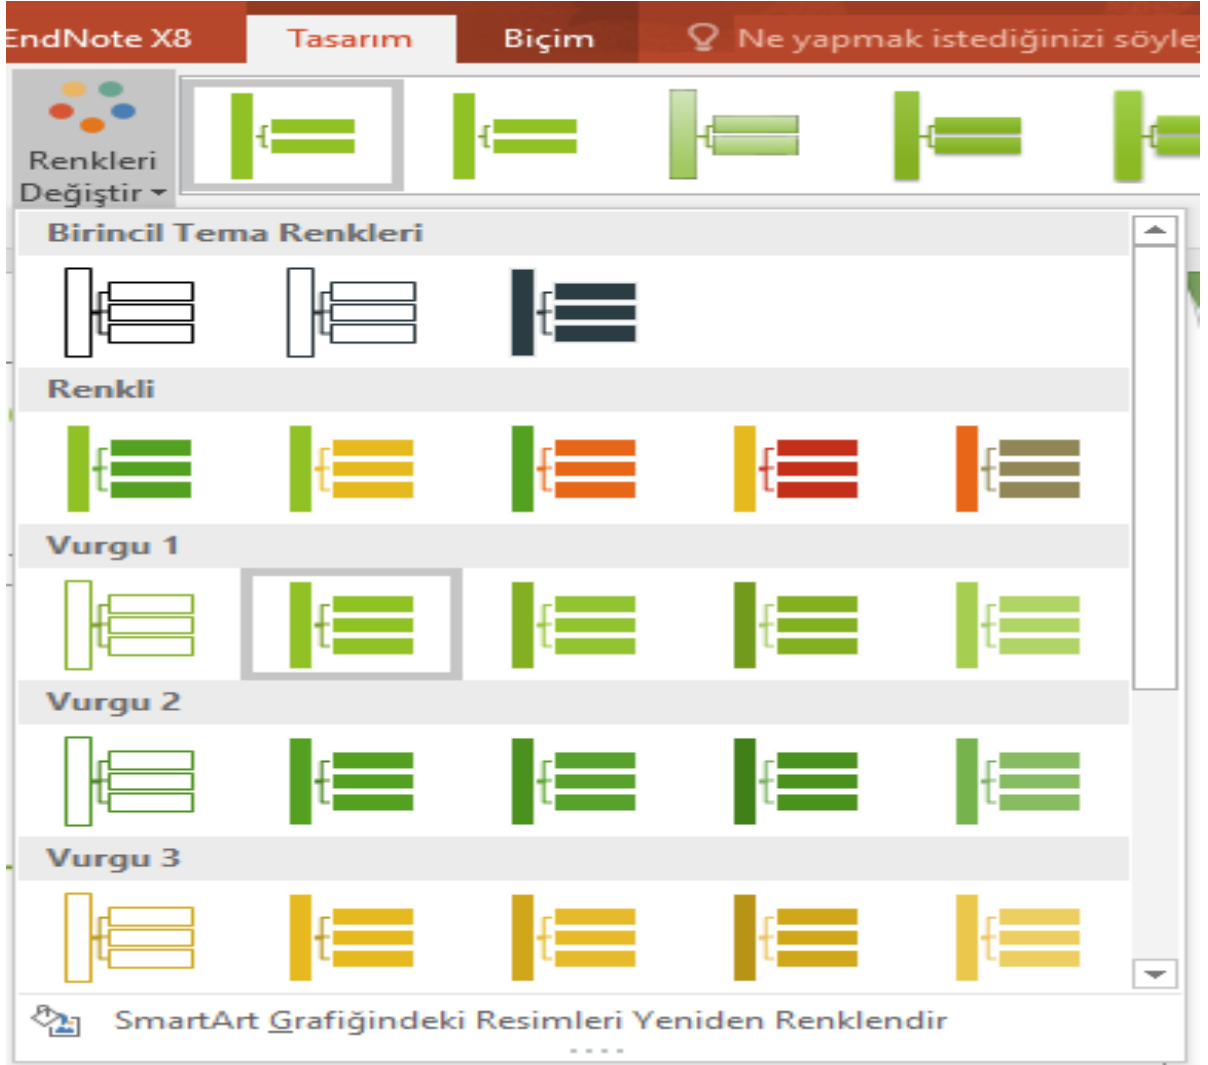 EndNote X8 Tasarım Biçim Ne yapmak istediğinizi söyle
Renkleri
Değiştir
Birincil Tema Renkleri
Renkli
Vurgu 1
Vurgu 2
Vurgu 3
SmartArt Grafiğindeki Resimleri Yeniden Renklendir